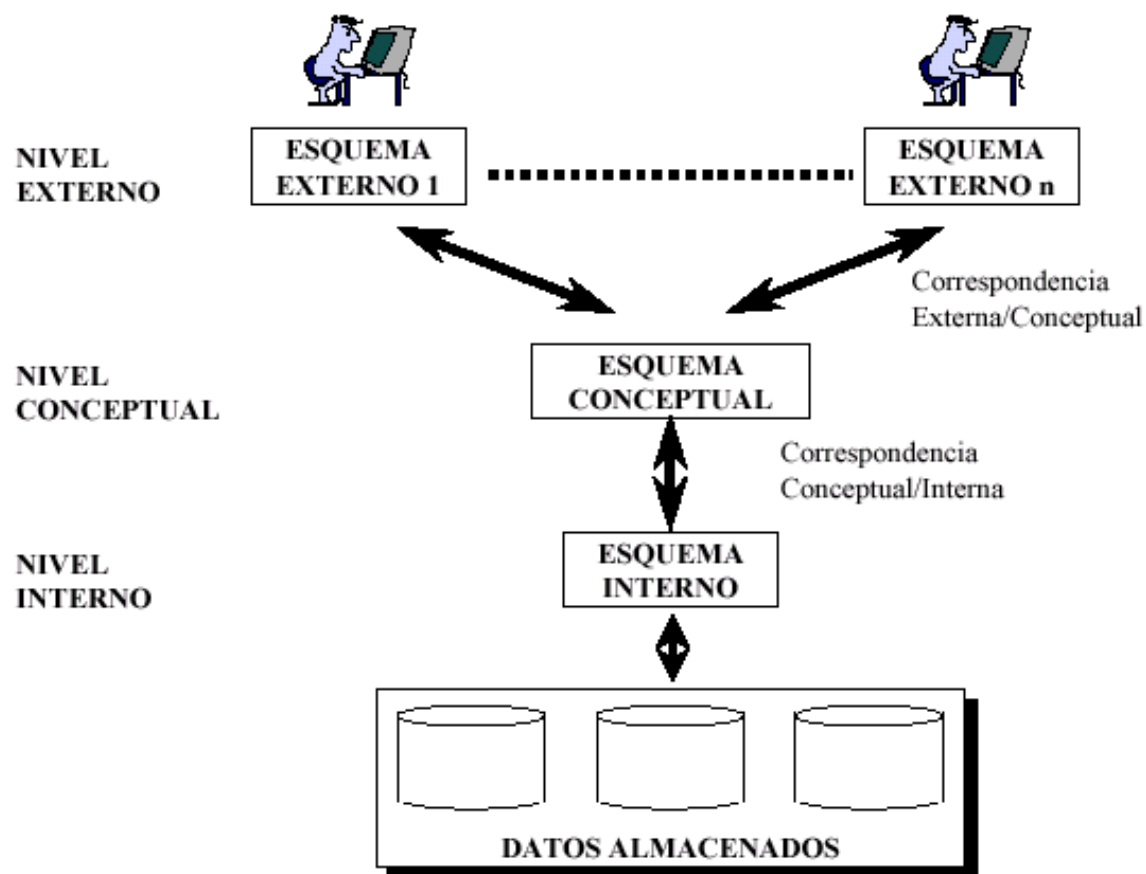 NIVEL
EXTERNO
ESQUEMA
EXTERNO 1
ESQUEMA
EXTERNO n
Correspondencia
Externa/Conceptual
NIVEL
CONCEPTUAL
ESQUEMA
CONCEPTUAL
Correspondencia
Conceptual/Interna
NIVEL
INTERNO
ESQUEMA
INTERNO
DATOS ALMACENADOS